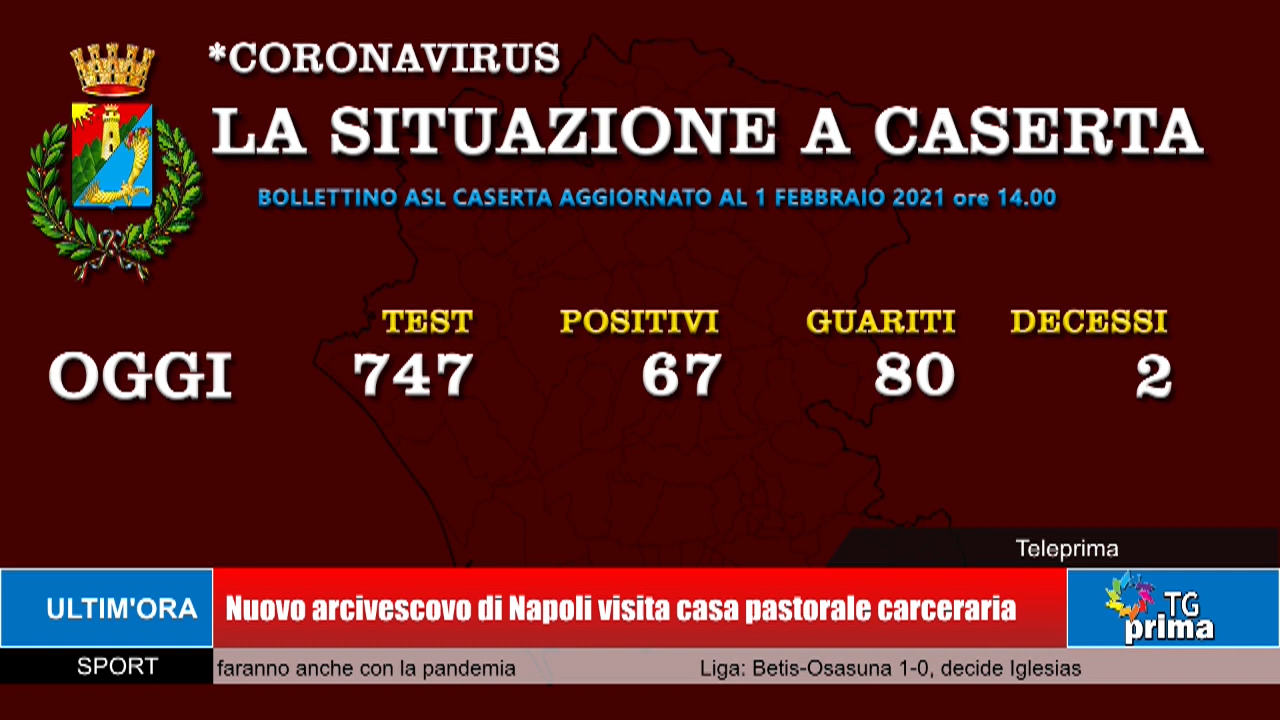 *CORONAVIRUS
LA SITUAZIONE A CASERTA
BOLLETTINO ASL CASERTA AGGIORNATO AL 1 FEBBRAIO 2021 ore 14.00
TEST POSITIVI GUARITI DECESSI
OGGI 747 67 80 2
Teleprima
ULTIM'ORA Nuovo arcivescovo di Napoli visita casa pastorale carceraria TG prima
SPORT faranno anche con la pandemia Liga: Betis-Osasuna 1-0, decide Iglesias